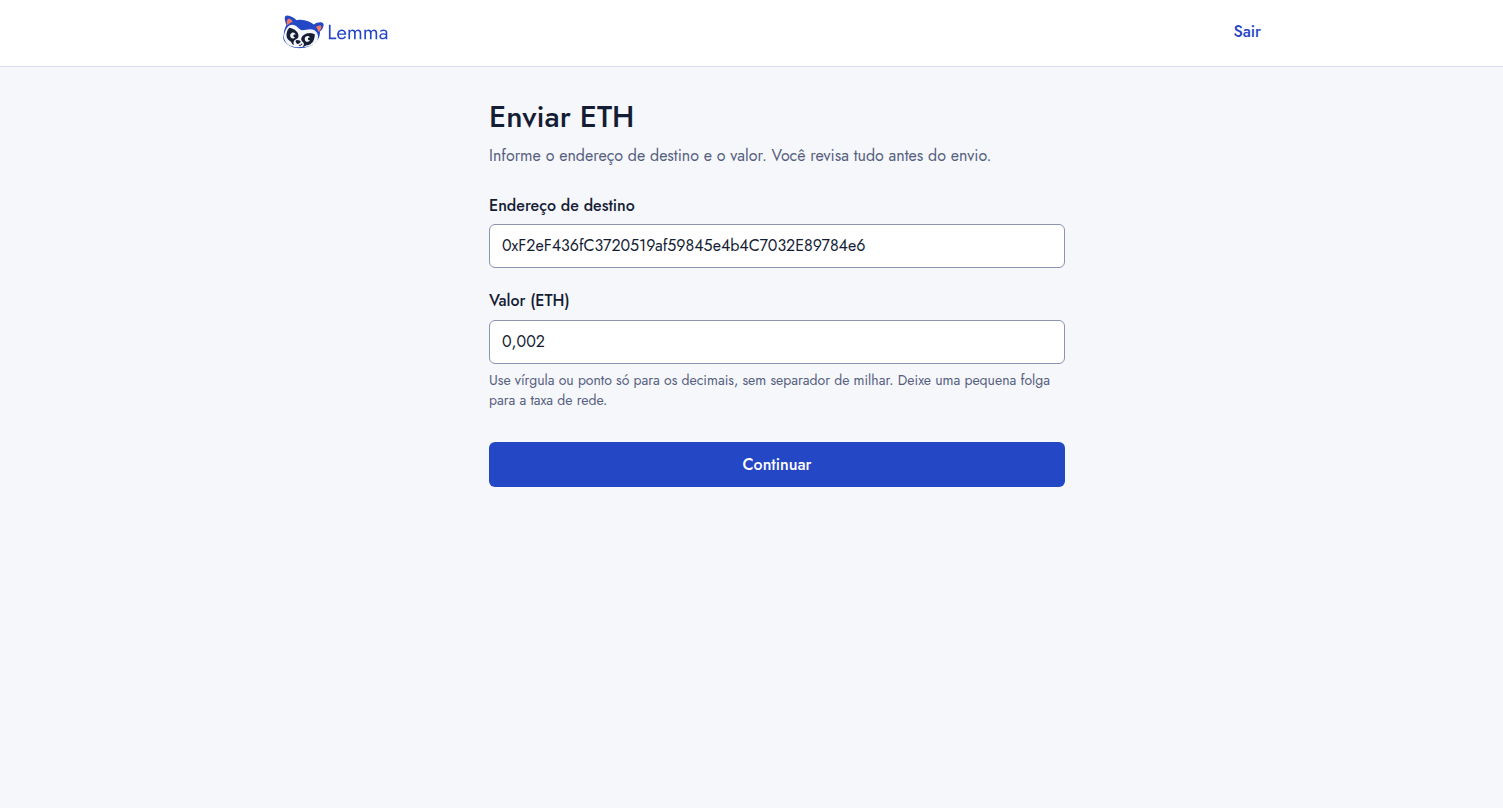 Lemma
Sair
Enviar ETH
Informe o endereço de destino e o valor. Você revisa tudo antes do envio.
Endereço de destino
0xF2eF436fC3720519af59845e4b4C7032E89784e6
Valor (ETH)
0,002
Use vírgula ou ponto só para os decimais, sem separador de milhar. Deixe uma pequena folga
para a taxa de rede.
Continuar